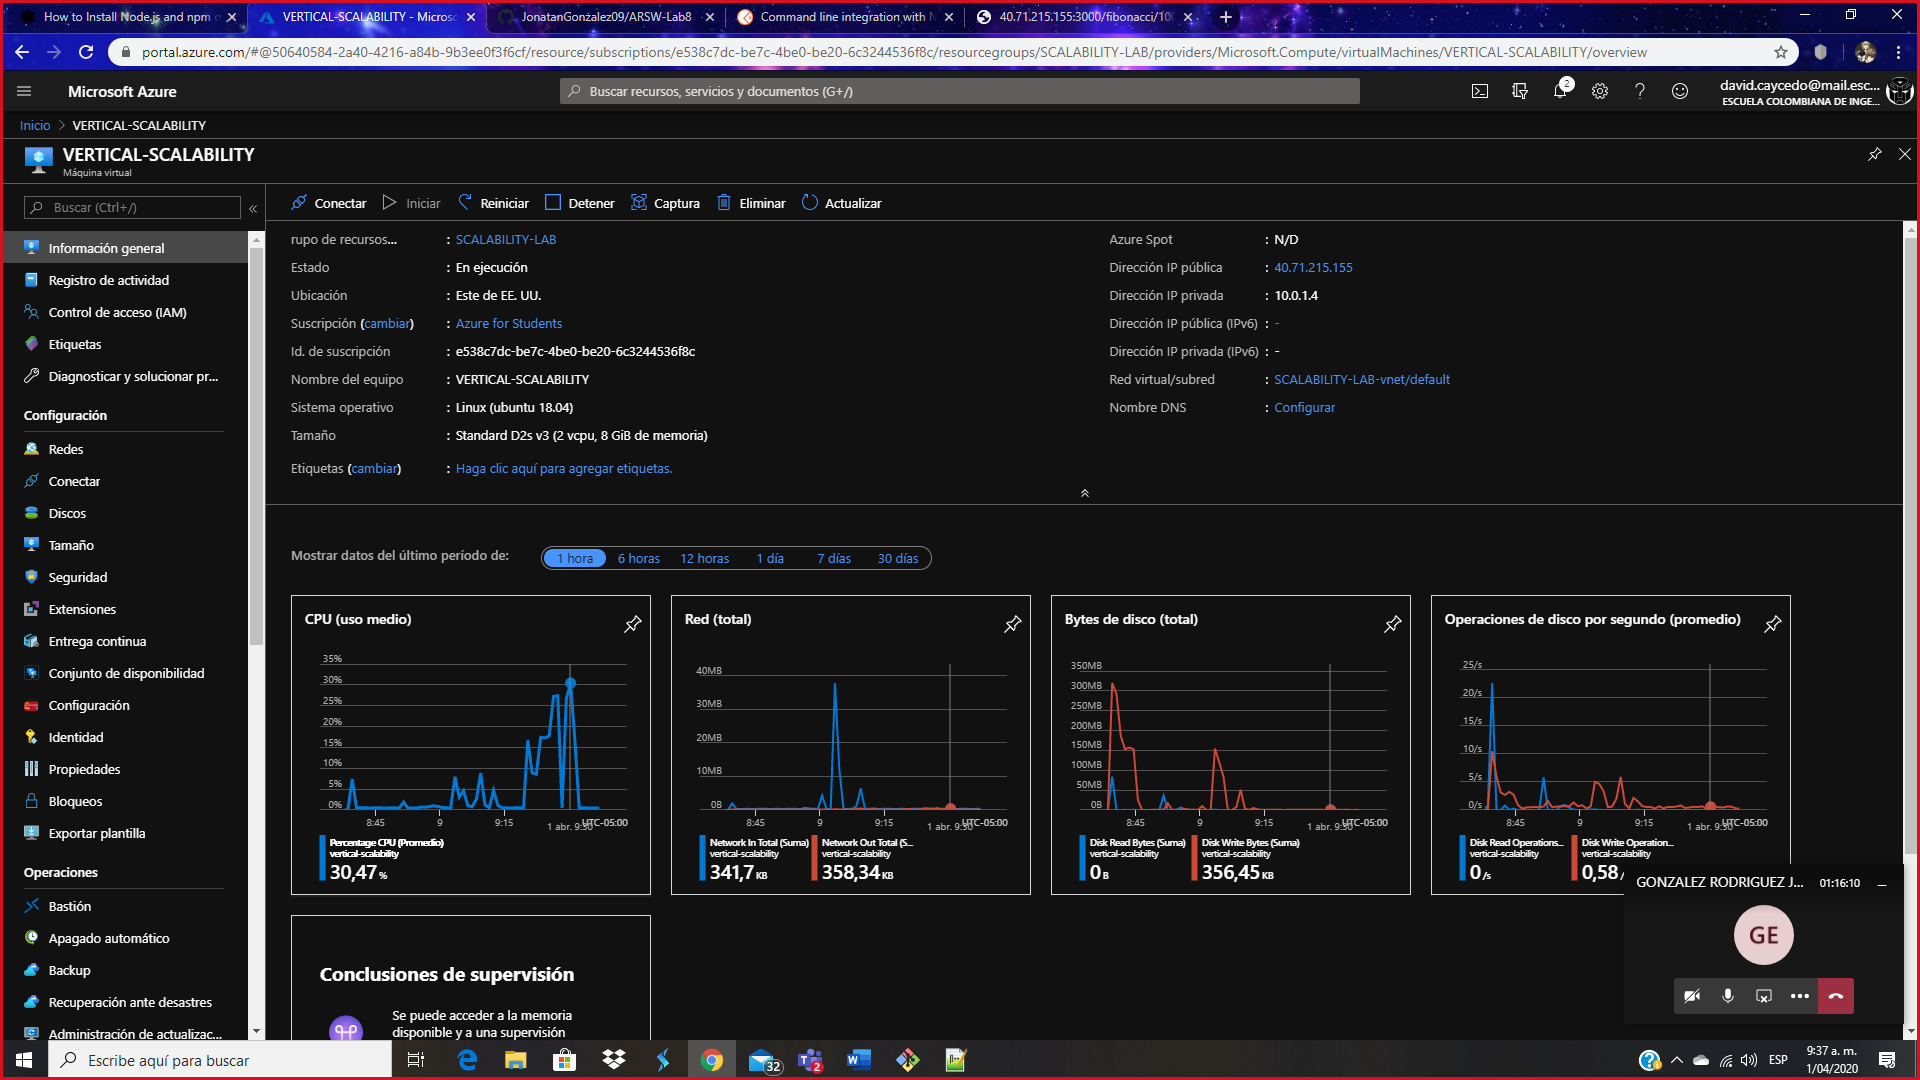 How to Install Node.js and npm
VERTICAL-SCALABILITY - Micros
JonatanGonzalez09/ARSW-Lab8
Command line integration with
40.71.215.155:3000/fibonacci/10
portal.azure.com/#@50640584-2a40-4216-a84b-9b3ee0f3f6cf/resource/subscriptions/e538c7dc-be7c-4be0-be20-6c3244536f8c/resourcegroups/SCALABILITY-LAB/providers/Microsoft.Compute/virtualMachines/VERTICAL-SCALABILITY/overview
Microsoft Azure
Buscar recursos, servicios y documentos (G+/)
2
david.caycedo@mail.esc...
ESCUELA COLOMBIANA DE INGE...
Inicio > VERTICAL-SCALABILITY
VERTICAL-SCALABILITY
Máquina virtual
Buscar (Ctrl+/)
«
Conectar
Iniciar
Reiniciar
Detener
Captura
Eliminar
Actualizar
Información general
Registro de actividad
Control de acceso (IAM)
Etiquetas
Diagnosticar y solucionar pr...
Configuración
Redes
Conectar
Discos
Tamaño
Seguridad
Extensiones
Entrega continua
Conjunto de disponibilidad
Configuración
Identidad
Propiedades
Bloqueos
Exportar plantilla
Operaciones
Bastión
Apagado automático
Backup
Recuperación ante desastres
Administración de actualizac...
rupo de recursos... : SCALABILITY-LAB
Estado : En ejecución
Ubicación : Este de EE. UU.
Suscripción (cambiar) : Azure for Students
Id. de suscripción : e538c7dc-be7c-4be0-be20-6c3244536f8c
Nombre del equipo : VERTICAL-SCALABILITY
Sistema operativo : Linux (ubuntu 18.04)
Tamaño : Standard D2s v3 (2 vcpu, 8 GiB de memoria)
Etiquetas (cambiar) : Haga clic aquí para agregar etiquetas.
Azure Spot : N/D
Dirección IP pública : 40.71.215.155
Dirección IP privada : 10.0.1.4
Dirección IP pública (IPv6) : -
Dirección IP privada (IPv6) : -
Red virtual/subred : SCALABILITY-LAB-vnet/default
Nombre DNS : Configurar
Mostrar datos del último período de:
1 hora
6 horas
12 horas
1 día
7 días
30 días
CPU (uso medio)
35%
30%
25%
20%
15%
10%
5%
0%
8:45
9
9:15
1 abr. 9:30
UTC-05:00
Percentage CPU (Promedio)
vertical-scalability
30,47 %
Red (total)
40MB
30MB
20MB
10MB
0B
8:45
9
9:15
1 abr. 9:30
UTC-05:00
Network In Total (Suma)
vertical-scalability
341,7 KB
Network Out Total (S...
vertical-scalability
358,34 KB
Bytes de disco (total)
350MB
300MB
250MB
200MB
150MB
100MB
50MB
0B
8:45
9
9:15
1 abr. 9:30
UTC-05:00
Disk Read Bytes (Suma)
vertical-scalability
0 B
Disk Write Bytes (Suma)
vertical-scalability
356,45 KB
Operaciones de disco por segundo (promedio)
25/s
20/s
15/s
10/s
5/s
0/s
8:45
9
9:15
1 abr. 9:30
UTC-05:00
Disk Read Operations...
vertical-scalability
0 /s
Disk Write Operation...
vertical-scalability
0,58 /
Conclusiones de supervisión
Se puede acceder a la memoria
disponible y a una supervisión
GONZALEZ RODRIGUEZ J...
01:16:10
GE
Escribe aquí para buscar
32
2
ESP
9:37 a. m.
1/04/2020